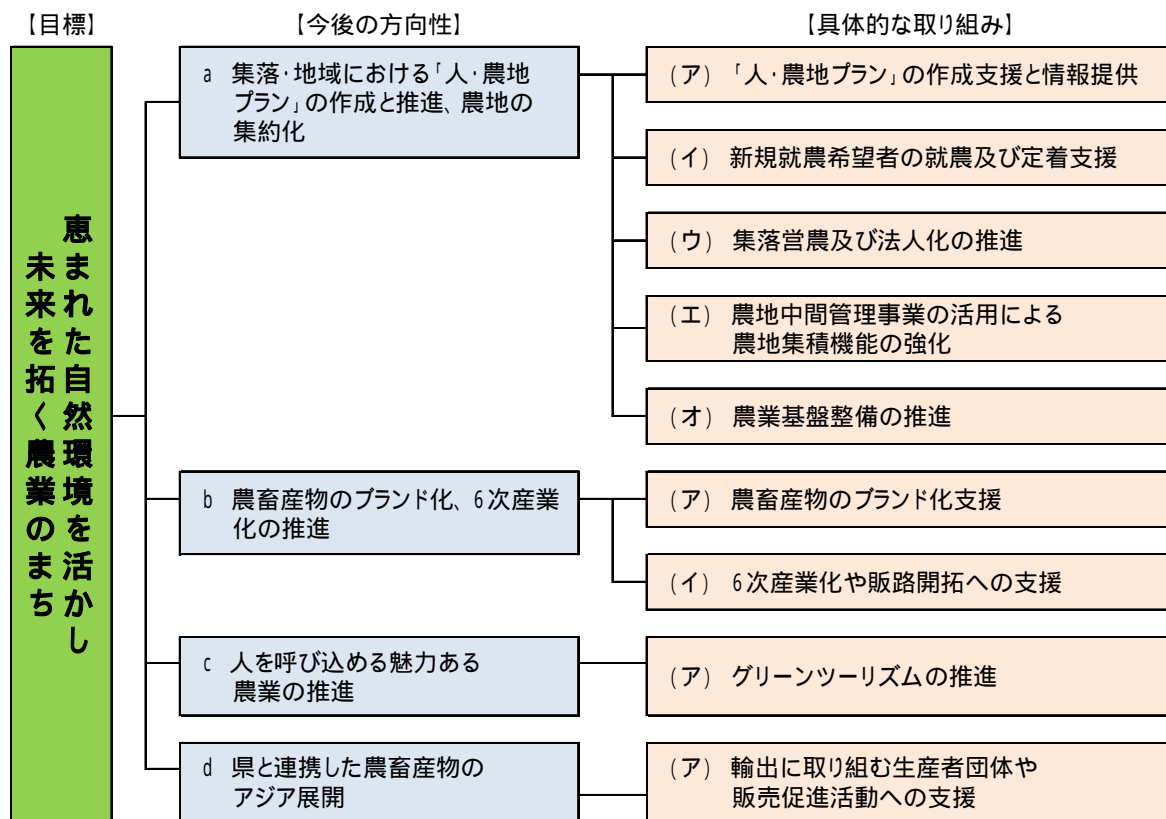 【目標】
【今後の方向性】
【具体的な取り組み】
恵まれた自然環境を活かし
未来を拓く農業のまち
a 集落・地域における「人・農地
プラン」の作成と推進、農地の
集約化
(ア) 「人・農地プラン」の作成支援と情報提供
(イ) 新規就農希望者の就農及び定着支援
(ウ) 集落営農及び法人化の推進
(エ) 農地中間管理事業の活用による
農地集積機能の強化
(オ) 農業基盤整備の推進
b 農畜産物のブランド化、6次産業
化の推進
(ア) 農畜産物のブランド化支援
(イ) 6次産業化や販路開拓への支援
c 人を呼び込める魅力ある
農業の推進
(ア) グリーンツーリズムの推進
d 県と連携した農畜産物の
アジア展開
(ア) 輸出に取り組む生産者団体や
販売促進活動への支援